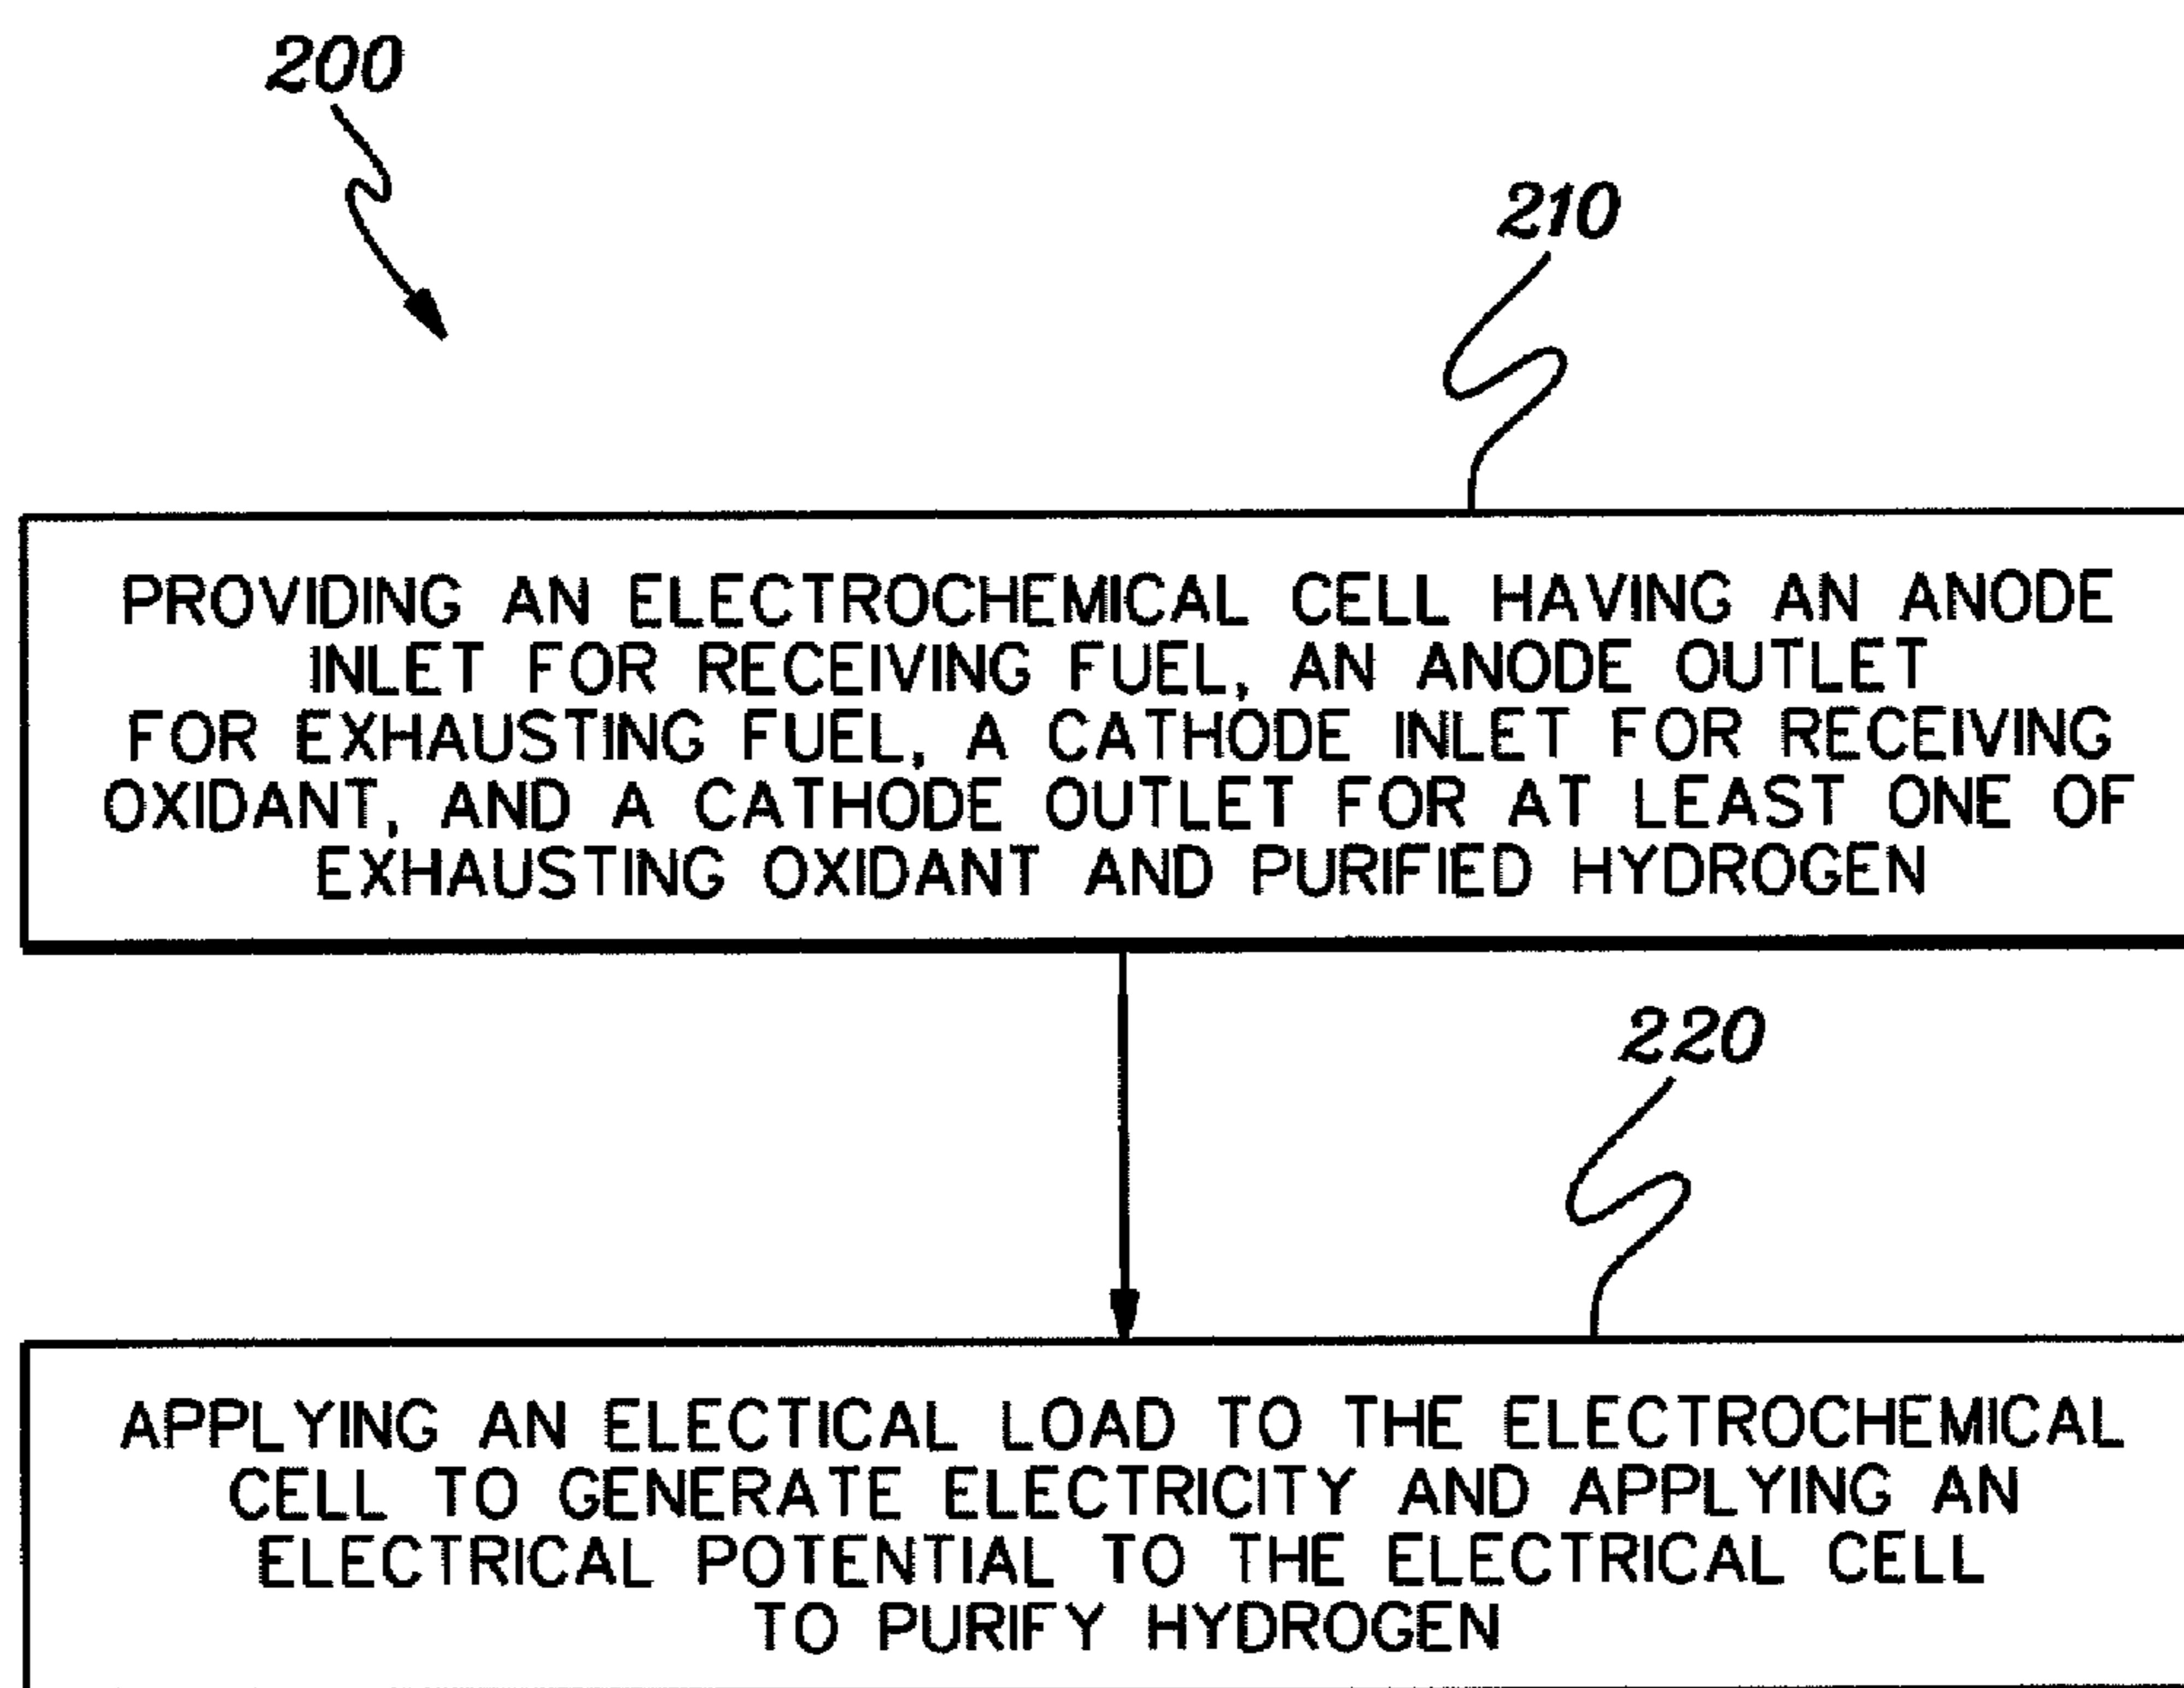 200
210
PROVIDING AN ELECTROCHEMICAL CELL HAVING AN ANODE
INLET FOR RECEIVING FUEL, AN ANODE OUTLET
FOR EXHAUSTING FUEL, A CATHODE INLET FOR RECEIVING
OXIDANT, AND A CATHODE OUTLET FOR AT LEAST ONE OF
EXHAUSTING OXIDANT AND PURIFIED HYDROGEN
220
APPLYING AN ELECTICAL LOAD TO THE ELECTROCHEMICAL
CELL TO GENERATE ELECTRICITY AND APPLYING AN
ELECTRICAL POTENTIAL TO THE ELECTRICAL CELL
TO PURIFY HYDROGEN